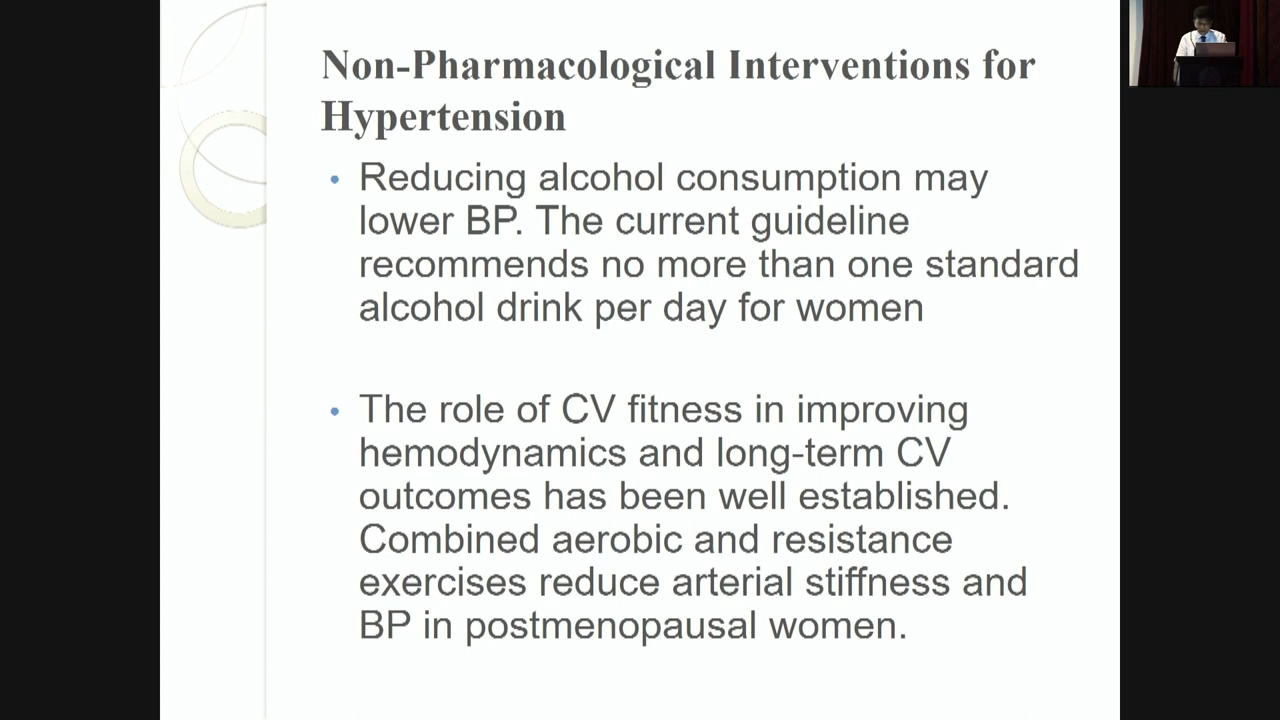 Non-Pharmacological Interventions for
Hypertension
• Reducing alcohol consumption may
lower BP. The current guideline
recommends no more than one standard
alcohol drink per day for women
• The role of CV fitness in improving
hemodynamics and long-term CV
outcomes has been well established.
Combined aerobic and resistance
exercises reduce arterial stiffness and
BP in postmenopausal women.